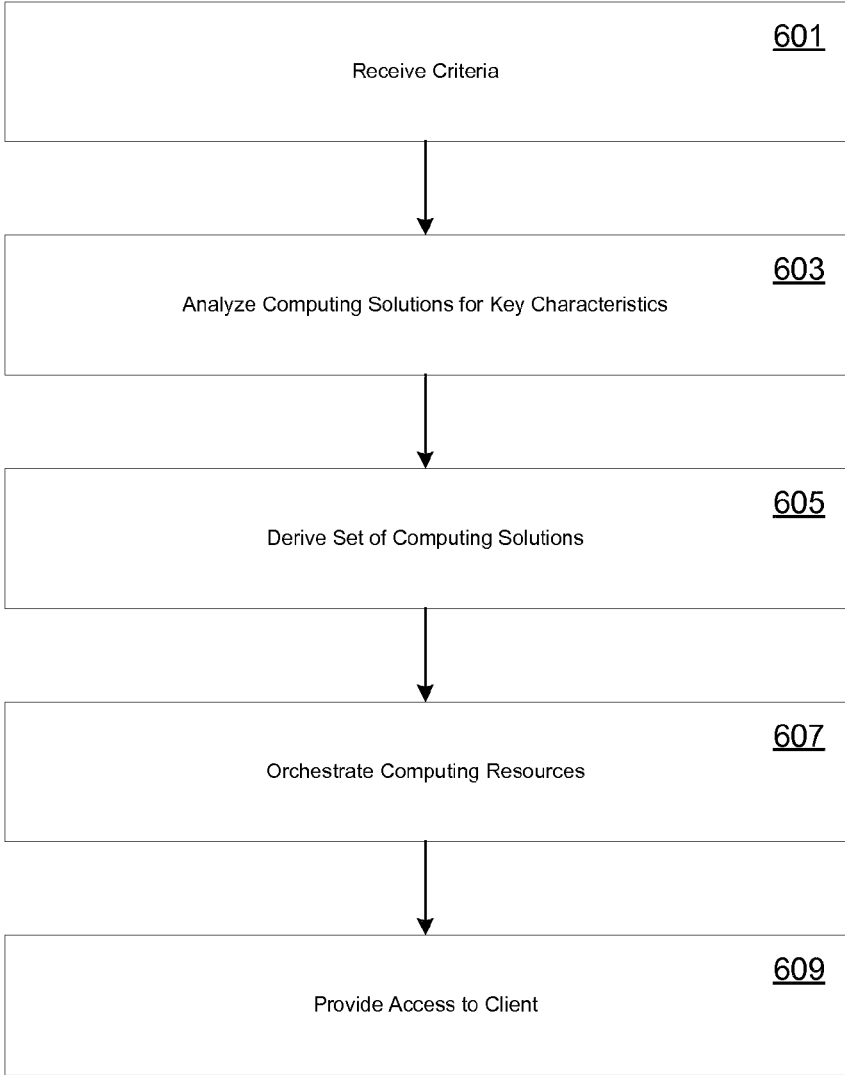 601
Receive Criteria
603
Analyze Computing Solutions for Key Characteristics
605
Derive Set of Computing Solutions
607
Orchestrate Computing Resources
609
Provide Access to Client